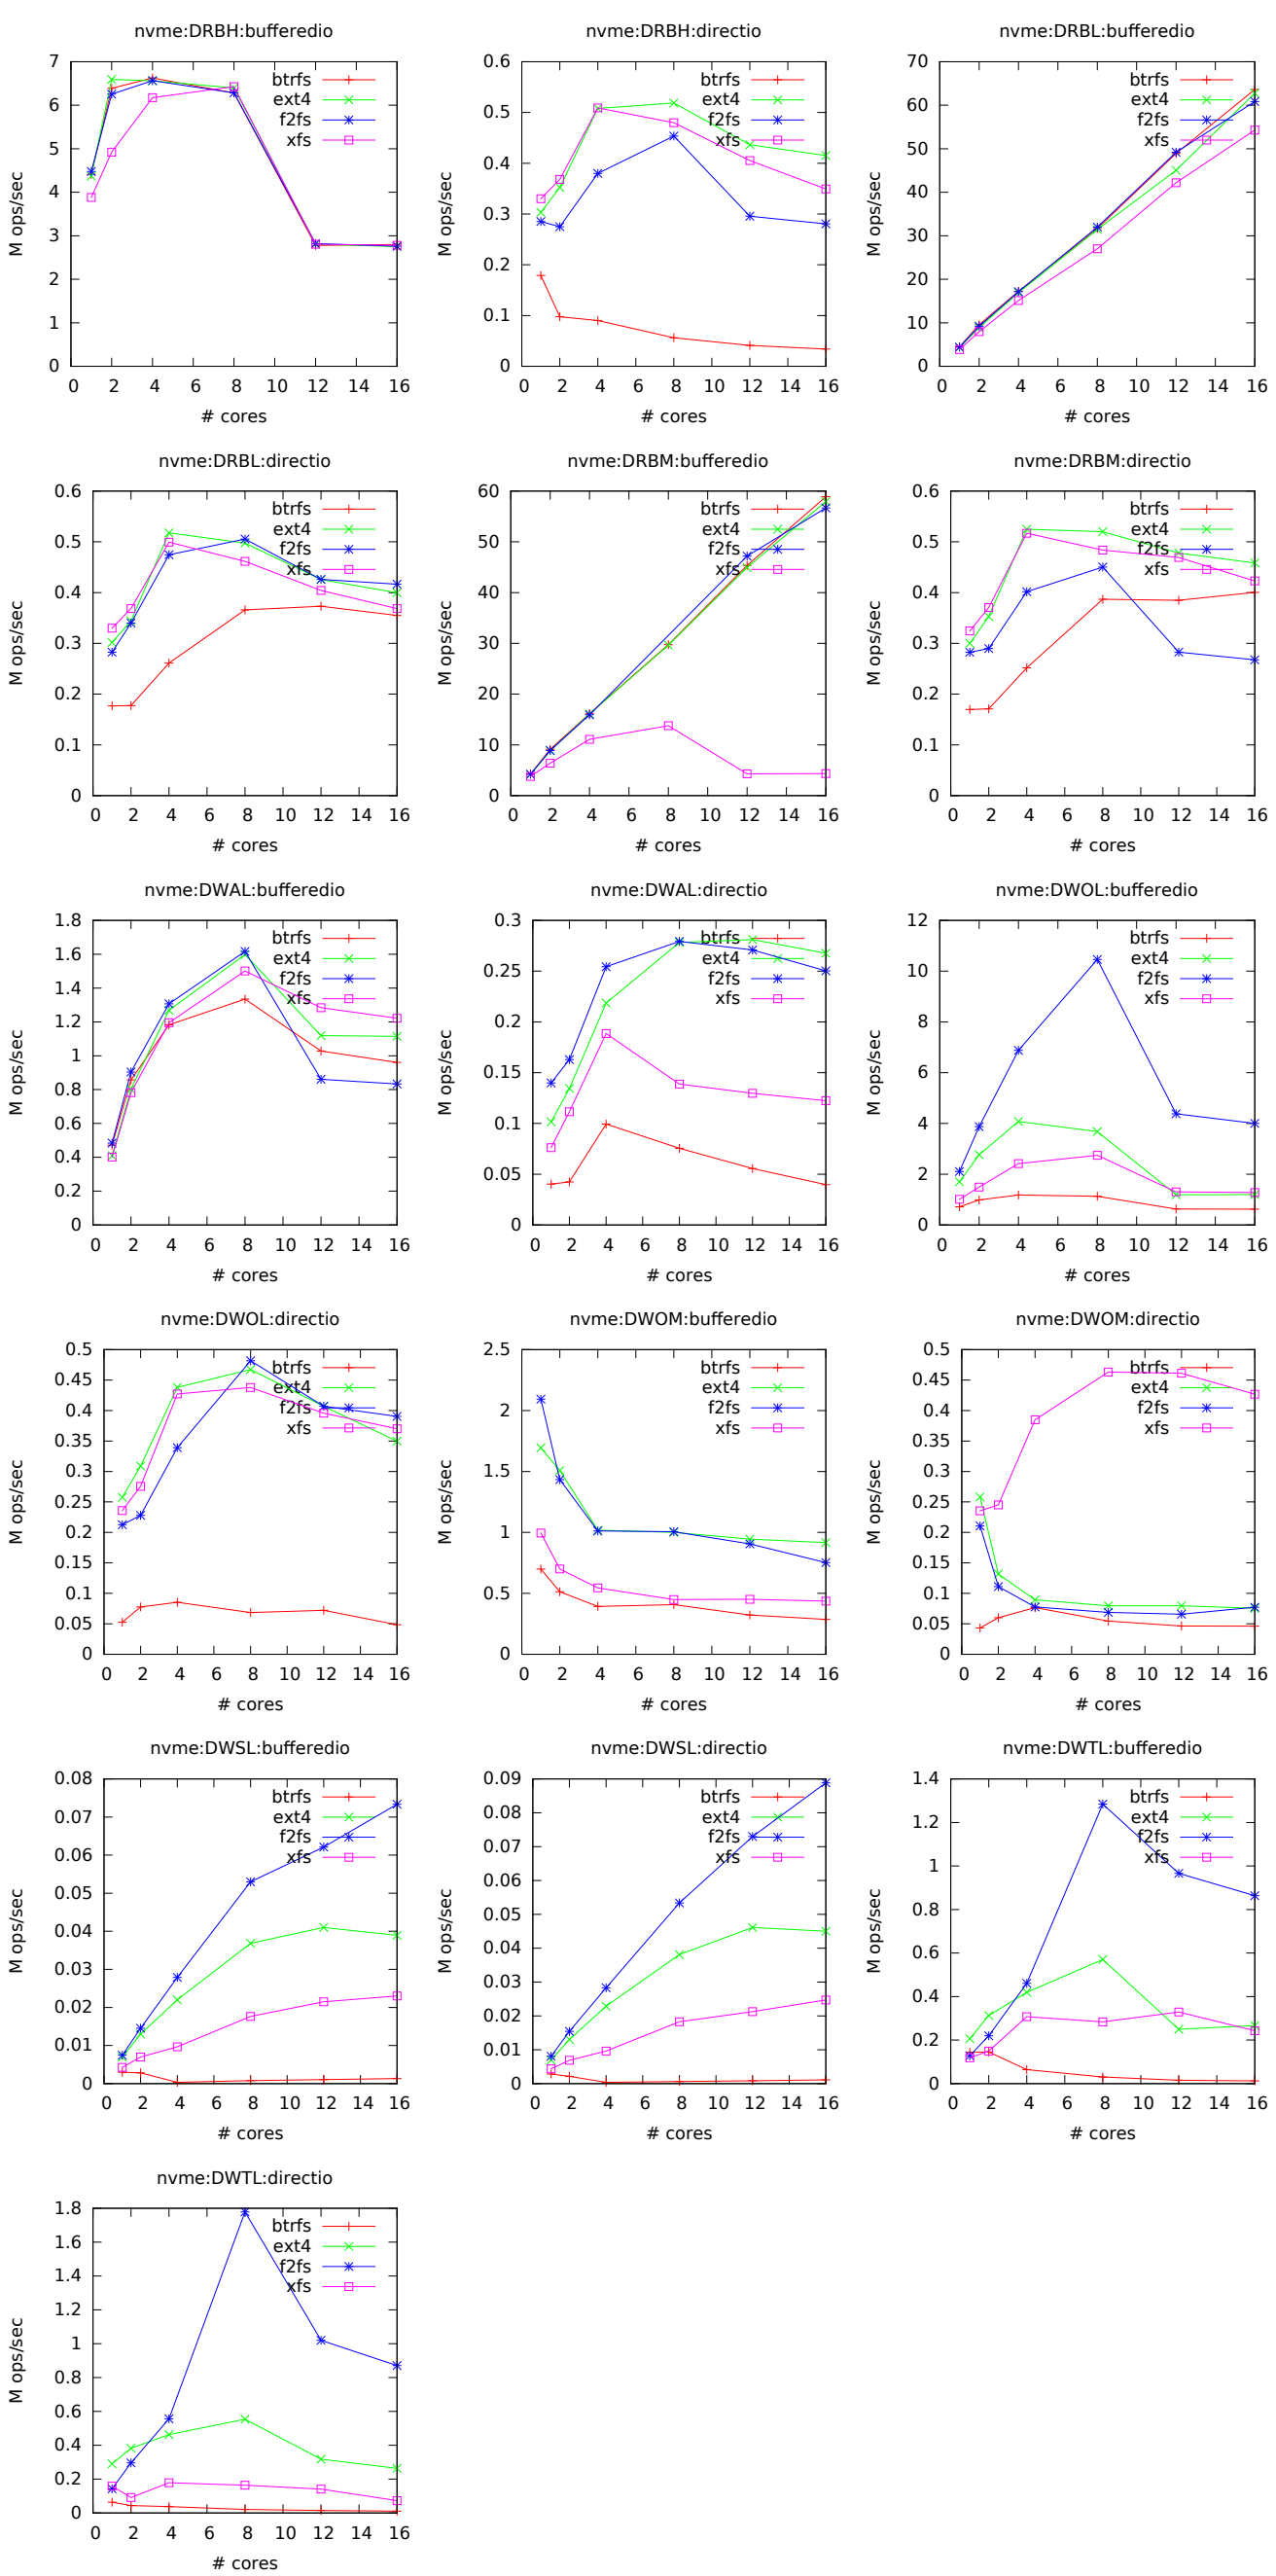 nvme:DRBH:bufferedio
nvme:DRBH:directio
nvme:DRBL:bufferedio
M ops/sec
7
6
5
4
3
2
1
0
0 2 4 6 8 10 12 14 16
# cores
btrfs
ext4
f2fs
xfs
M ops/sec
0.6
0.5
0.4
0.3
0.2
0.1
0
0 2 4 6 8 10 12 14 16
# cores
btrfs
ext4
f2fs
xfs
M ops/sec
70
60
50
40
30
20
10
0
0 2 4 6 8 10 12 14 16
# cores
btrfs
ext4
f2fs
xfs
nvme:DRBL:directio
nvme:DRBM:bufferedio
nvme:DRBM:directio
M ops/sec
0.6
0.5
0.4
0.3
0.2
0.1
0
0 2 4 6 8 10 12 14 16
# cores
btrfs
ext4
f2fs
xfs
M ops/sec
60
50
40
30
20
10
0
0 2 4 6 8 10 12 14 16
# cores
btrfs
ext4
f2fs
xfs
M ops/sec
0.6
0.5
0.4
0.3
0.2
0.1
0
0 2 4 6 8 10 12 14 16
# cores
btrfs
ext4
f2fs
xfs
nvme:DWAL:bufferedio
nvme:DWAL:directio
nvme:DWOL:bufferedio
M ops/sec
1.8
1.6
1.4
1.2
1
0.8
0.6
0.4
0.2
0
0 2 4 6 8 10 12 14 16
# cores
btrfs
ext4
f2fs
xfs
M ops/sec
0.3
0.25
0.2
0.15
0.1
0.05
0
0 2 4 6 8 10 12 14 16
# cores
btrfs
ext4
f2fs
xfs
M ops/sec
12
10
8
6
4
2
0
0 2 4 6 8 10 12 14 16
# cores
btrfs
ext4
f2fs
xfs
nvme:DWOL:directio
nvme:DWOM:bufferedio
nvme:DWOM:directio
M ops/sec
0.5
0.45
0.4
0.35
0.3
0.25
0.2
0.15
0.1
0.05
0
0 2 4 6 8 10 12 14 16
# cores
btrfs
ext4
f2fs
xfs
M ops/sec
2.5
2
1.5
1
0.5
0
0 2 4 6 8 10 12 14 16
# cores
btrfs
ext4
f2fs
xfs
M ops/sec
0.5
0.45
0.4
0.35
0.3
0.25
0.2
0.15
0.1
0.05
0
0 2 4 6 8 10 12 14 16
# cores
btrfs
ext4
f2fs
xfs
nvme:DWSL:bufferedio
nvme:DWSL:directio
nvme:DWTL:bufferedio
M ops/sec
0.08
0.07
0.06
0.05
0.04
0.03
0.02
0.01
0
0 2 4 6 8 10 12 14 16
# cores
btrfs
ext4
f2fs
xfs
M ops/sec
0.09
0.08
0.07
0.06
0.05
0.04
0.03
0.02
0.01
0
0 2 4 6 8 10 12 14 16
# cores
btrfs
ext4
f2fs
xfs
M ops/sec
1.4
1.2
1
0.8
0.6
0.4
0.2
0
0 2 4 6 8 10 12 14 16
# cores
btrfs
ext4
f2fs
xfs
nvme:DWTL:directio
M ops/sec
1.8
1.6
1.4
1.2
1
0.8
0.6
0.4
0.2
0
0 2 4 6 8 10 12 14 16
# cores
btrfs
ext4
f2fs
xfs